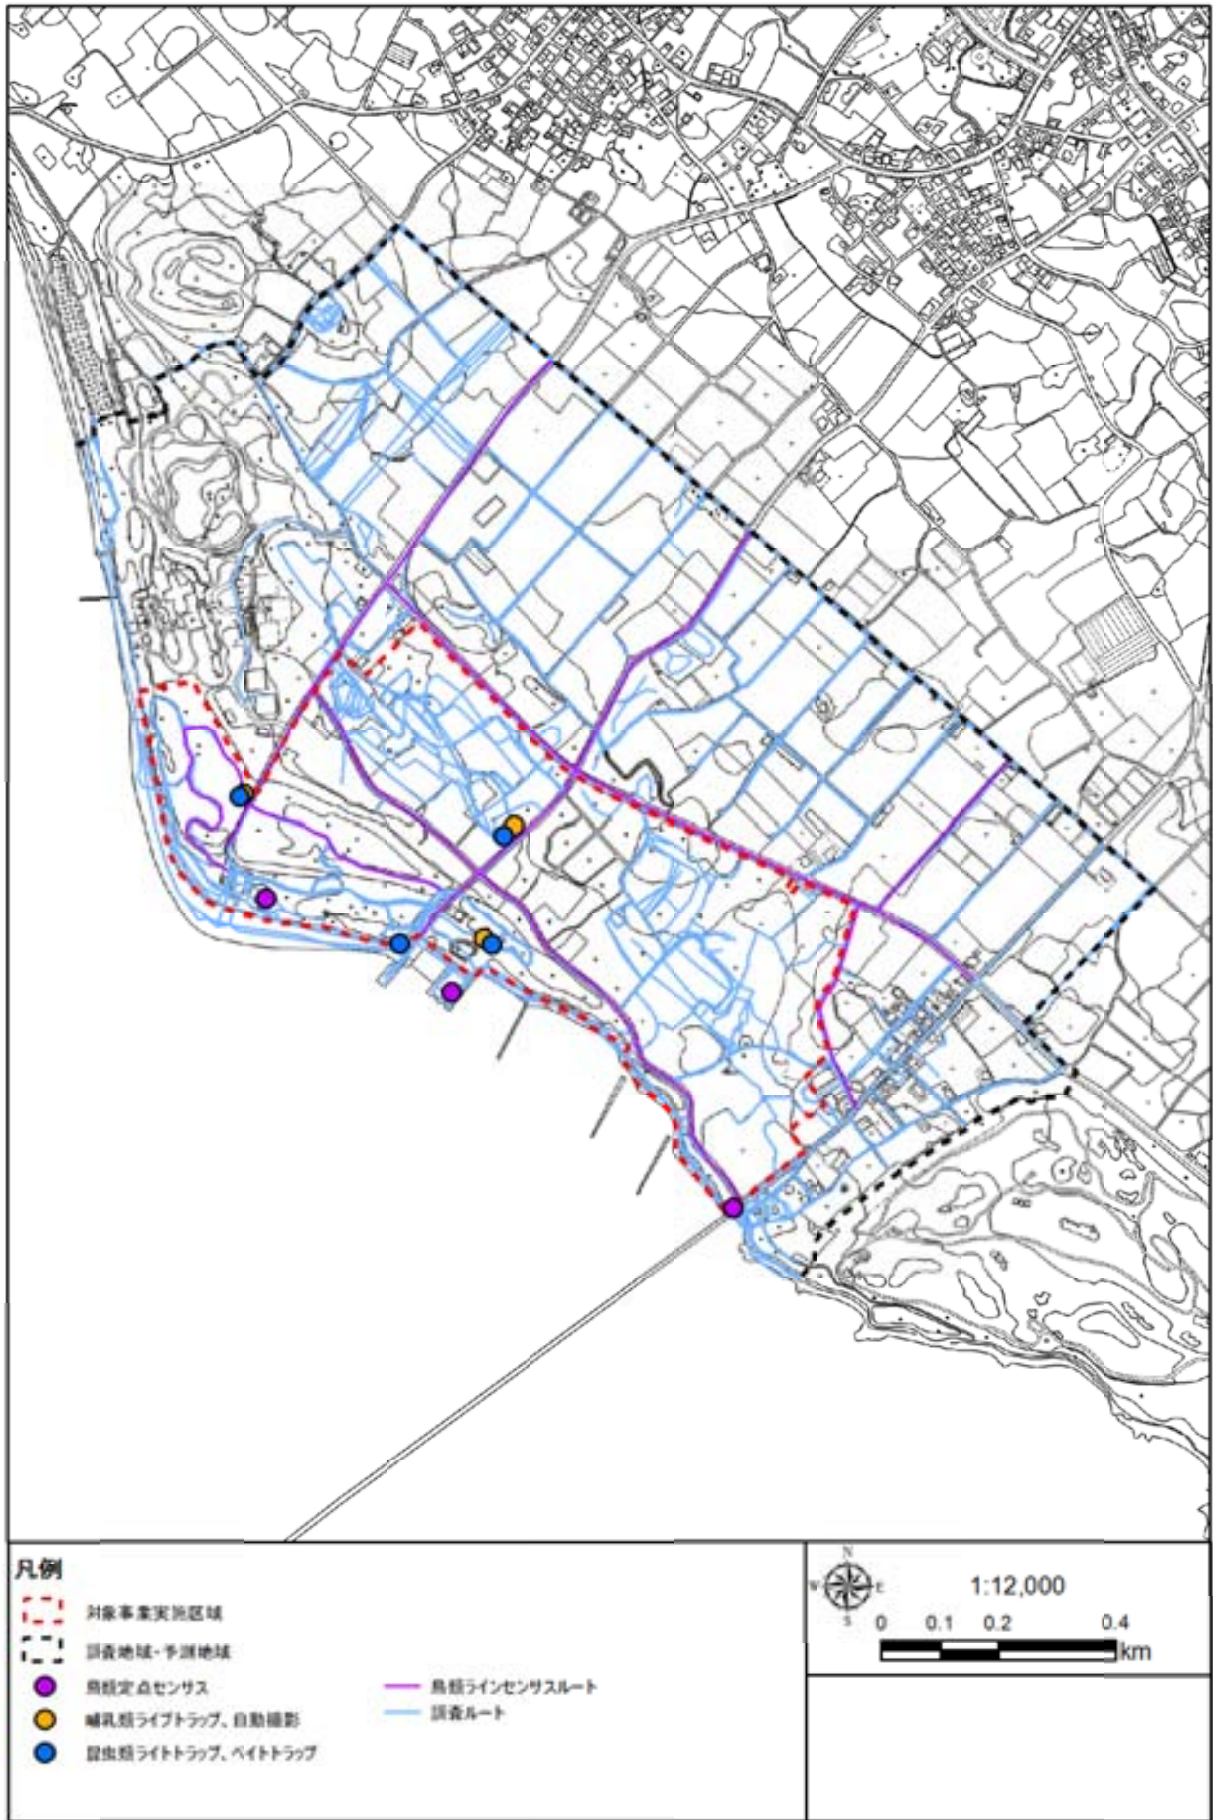 凡例
対象事業実施区域
調査地域・予測地域
鳥類定点センサス
哺乳類ライブトラップ、自動撮影
昆虫類ライトトラップ、ベイトトラップ
鳥類ラインセンサスルート
調査ルート
N
W E
S
1:12,000
0 0.1 0.2 0.4
km